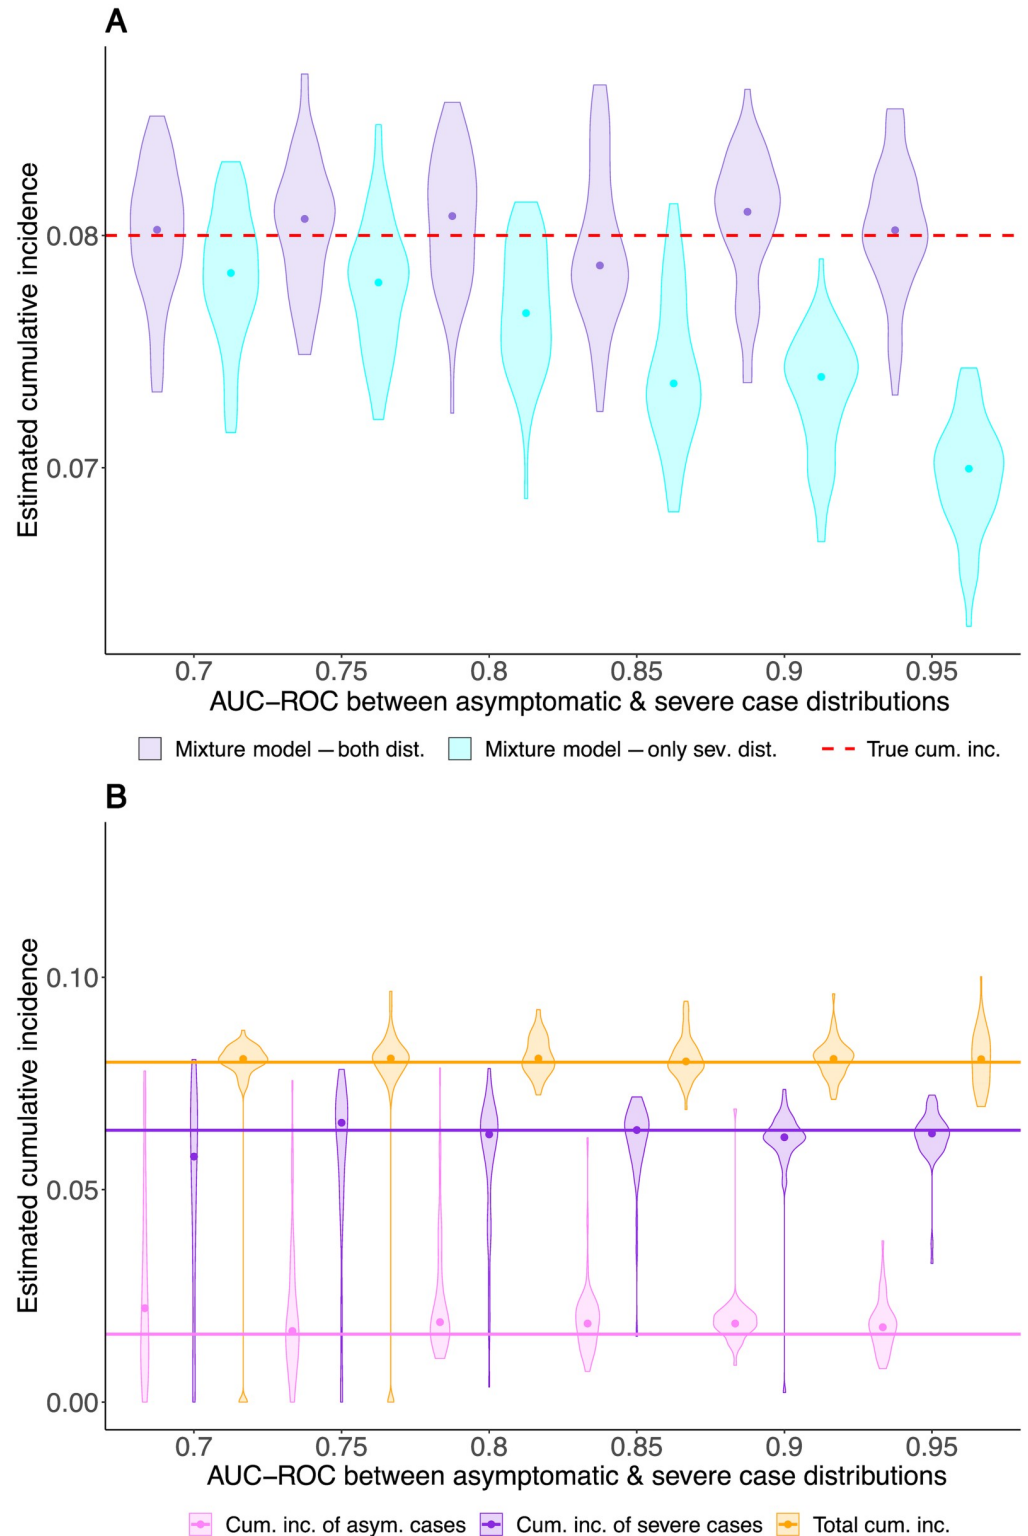 A
Estimated cumulative incidence
0.08
0.07
0.7 0.75 0.8 0.85 0.9 0.95
AUC−ROC between asymptomatic & severe case distributions
Mixture model – both dist. Mixture model – only sev. dist. True cum. inc.
B
Estimated cumulative incidence
0.10
0.05
0.00
0.7 0.75 0.8 0.85 0.9 0.95
AUC−ROC between asymptomatic & severe case distributions
Cum. inc. of asym. cases Cum. inc. of severe cases Total cum. inc.